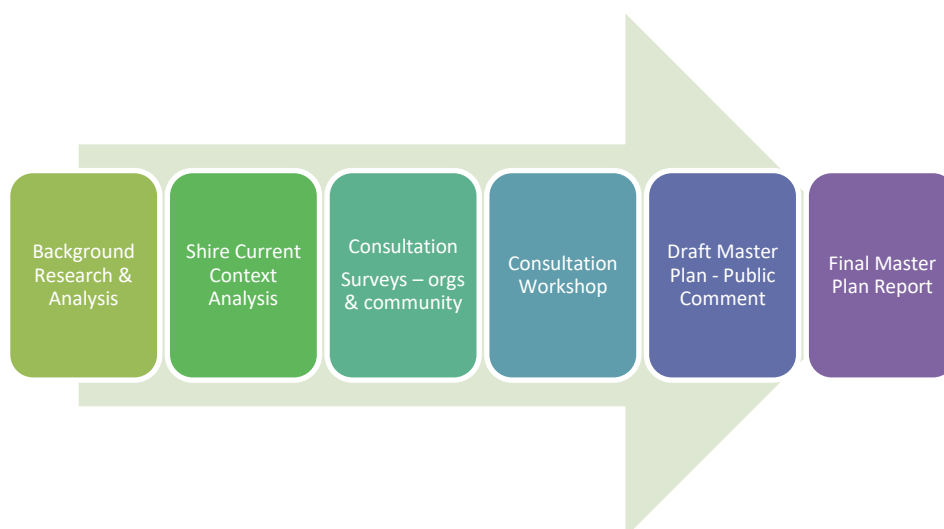 Background
Research &
Analysis
Shire Current
Context
Analysis
Consultation
Surveys – orgs
& community
Consultation
Workshop
Draft Master
Plan - Public
Comment
Final Master
Plan Report